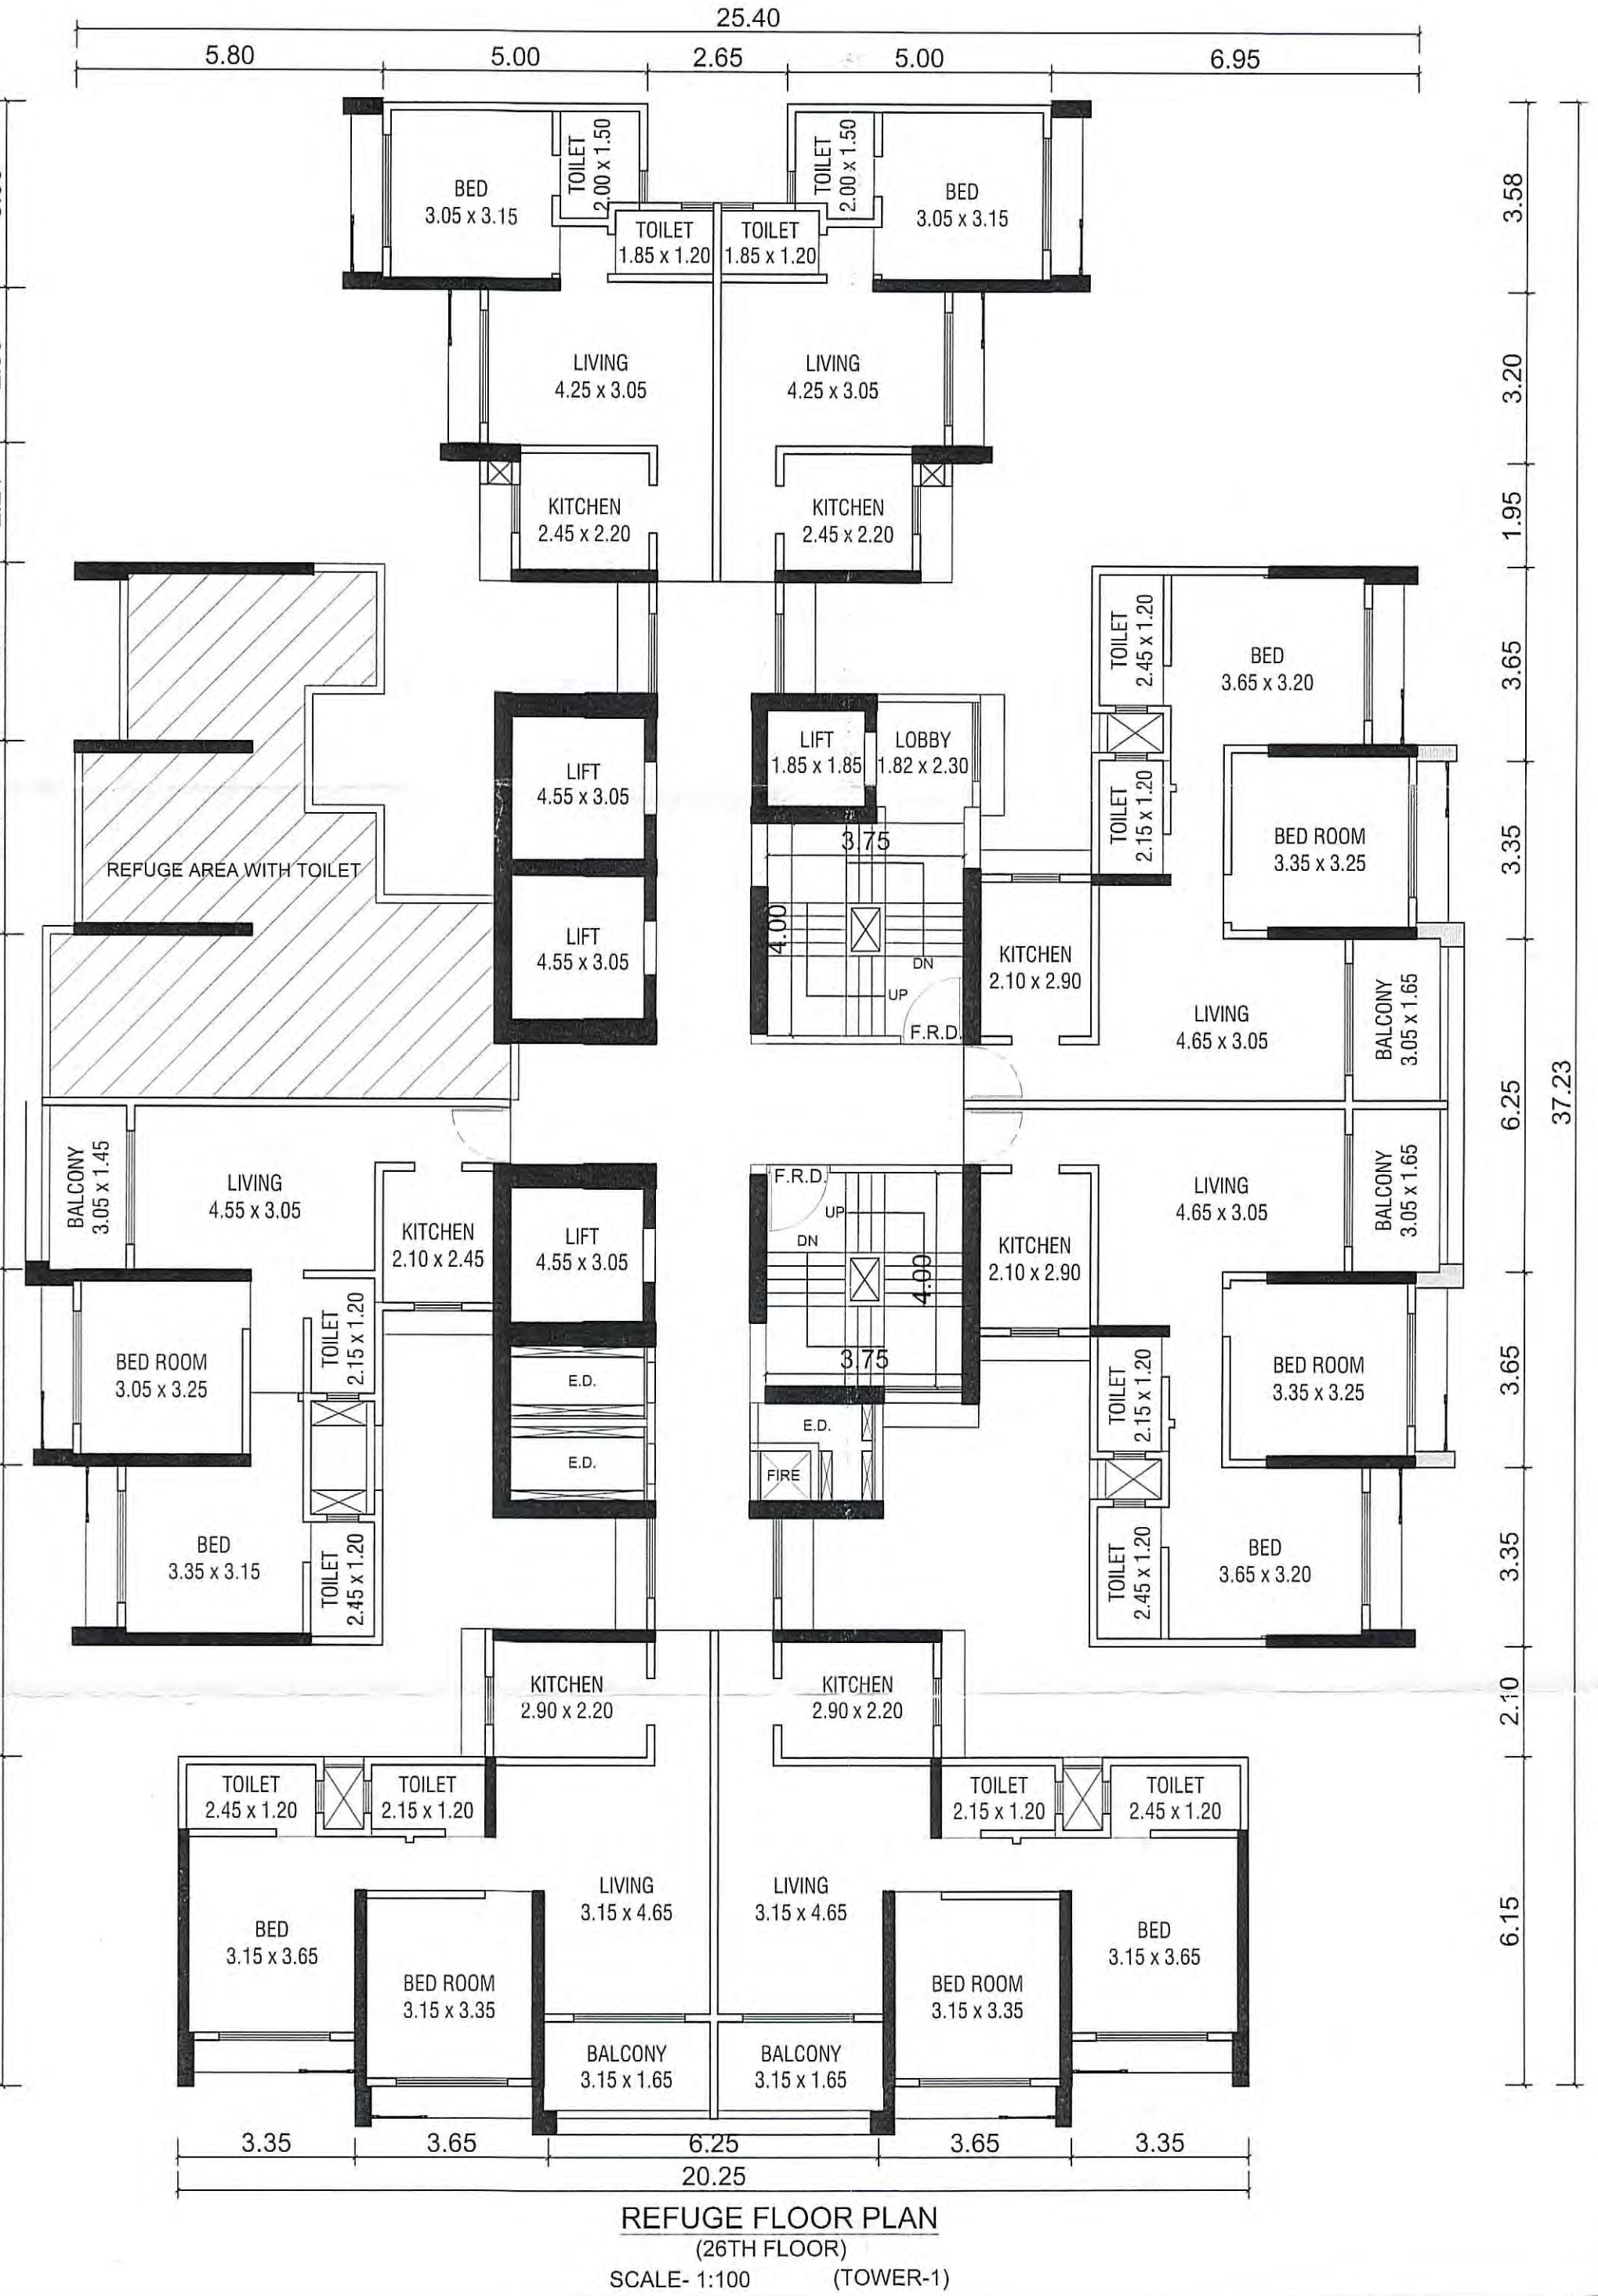 25.40
5.80
5.00
2.65
5.00
6.95
BED
3.05 x 3.15
TOILET
2.00 x 1.50
TOILET
2.00 x 1.50
BED
3.05 x 3.15
TOILET
1.85 x 1.20
TOILET
1.85 x 1.20
3.58
LIVING
4.25 x 3.05
LIVING
4.25 x 3.05
3.20
KITCHEN
2.45 x 2.20
KITCHEN
2.45 x 2.20
1.95
TOILET
2.45 x 1.20
BED
3.65 x 3.20
3.65
LIFT
4.55 x 3.05
LIFT
1.85 x 1.85
LOBBY
1.82 x 2.30
TOILET
2.15 x 1.20
BED ROOM
3.35 x 3.25
3.35
REFUGE AREA WITH TOILET
3.75
4.00
LIFT
4.55 x 3.05
DN
UP
F.R.D.
KITCHEN
2.10 x 2.90
LIVING
4.65 x 3.05
BALCONY
3.05 x 1.65
6.25
37.23
BALCONY
3.05 x 1.45
LIVING
4.55 x 3.05
KITCHEN
2.10 x 2.45
LIFT
4.55 x 3.05
F.R.D.
UP
DN
4.00
3.75
KITCHEN
2.10 x 2.90
LIVING
4.65 x 3.05
BALCONY
3.05 x 1.65
BED ROOM
3.05 x 3.25
TOILET
2.15 x 1.20
E.D.
E.D.
E.D.
FIRE
TOILET
2.15 x 1.20
BED ROOM
3.35 x 3.25
3.65
BED
3.35 x 3.15
TOILET
2.45 x 1.20
TOILET
2.45 x 1.20
BED
3.65 x 3.20
3.35
KITCHEN
2.90 x 2.20
KITCHEN
2.90 x 2.20
2.10
TOILET
2.45 x 1.20
TOILET
2.15 x 1.20
TOILET
2.15 x 1.20
TOILET
2.45 x 1.20
LIVING
3.15 x 4.65
LIVING
3.15 x 4.65
BED
3.15 x 3.65
BED
3.15 x 3.65
6.15
BED ROOM
3.15 x 3.35
BED ROOM
3.15 x 3.35
BALCONY
3.15 x 1.65
BALCONY
3.15 x 1.65
3.35
3.65
6.25
3.65
3.35
20.25
REFUGE FLOOR PLAN
(26TH FLOOR)
SCALE- 1:100 (TOWER-1)